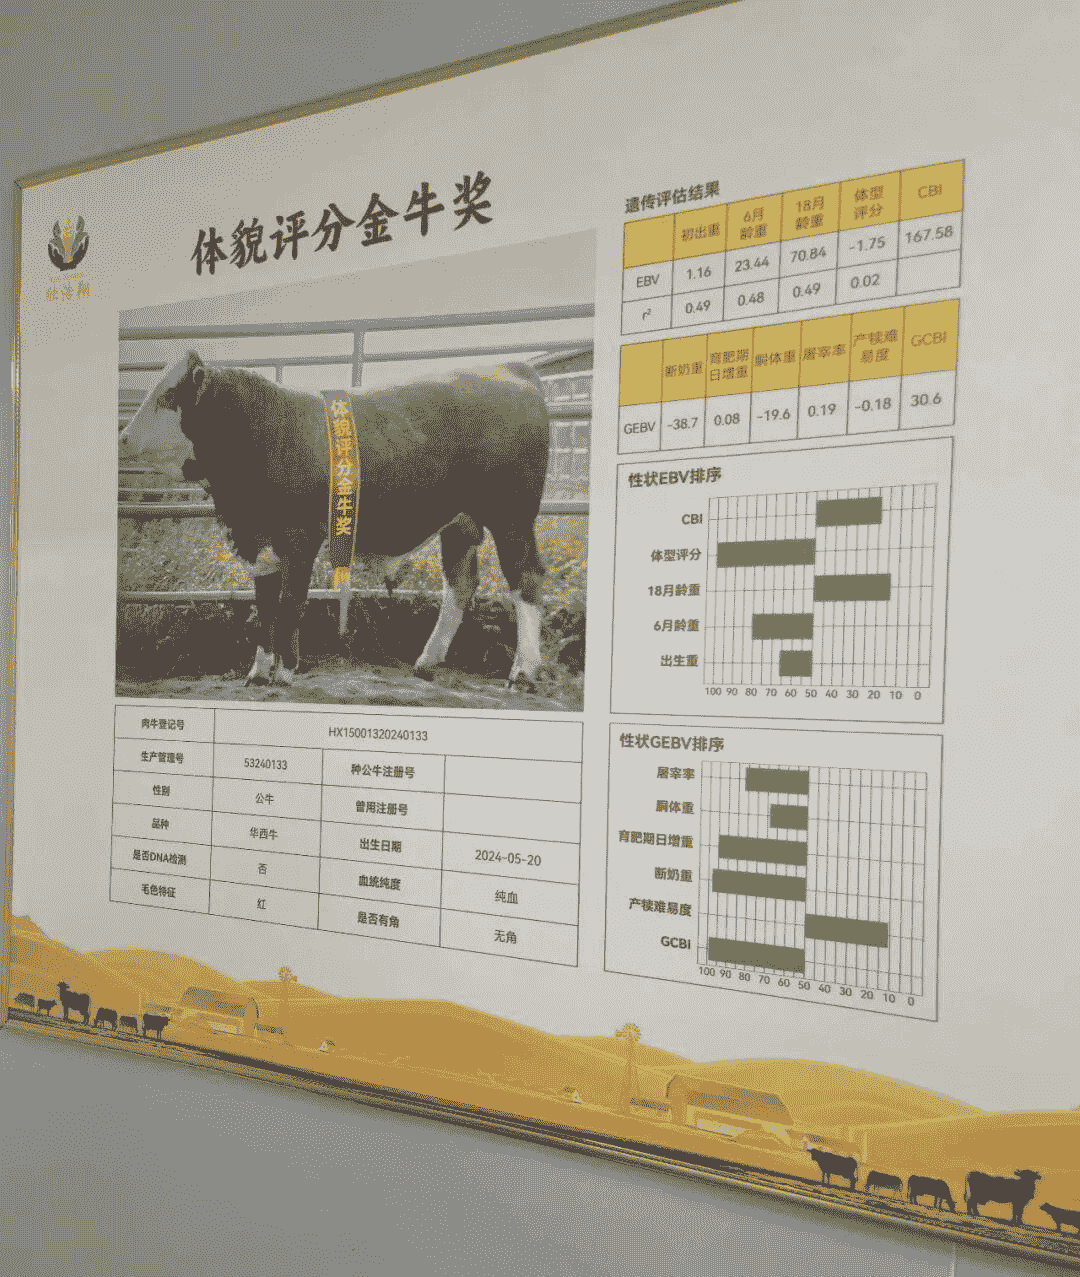 体貌评分金牛奖
体貌评分金牛奖
肉牛登记号 HX15001320240133
生产管理号 53240133 种公牛注册号
性别 公牛 曾用注册号
品种 华西牛 出生日期 2024-05-20
是否DNA检测 否 血统纯度 纯血
毛色特征 红 是否有角 无角
遗传评估结果
初出重 6月龄重 18月龄重 体型评分 CBI
EBV 1.16 23.44 70.84 -1.75 167.58
r² 0.49 0.48 0.49 0.02
断奶重 育肥期日增重 胴体重 屠宰率 产犊难易度 GCBI
GEBV -38.7 0.08 -19.6 0.19 -0.18 30.6
性状EBV排序
CBI
体型评分
18月龄重
6月龄重
出生重
100 90 80 70 60 50 40 30 20 10 0
性状GEBV排序
屠宰率
胴体重
育肥期日增重
断奶重
产犊难易度
GCBI
100 90 80 70 60 50 40 30 20 10 0